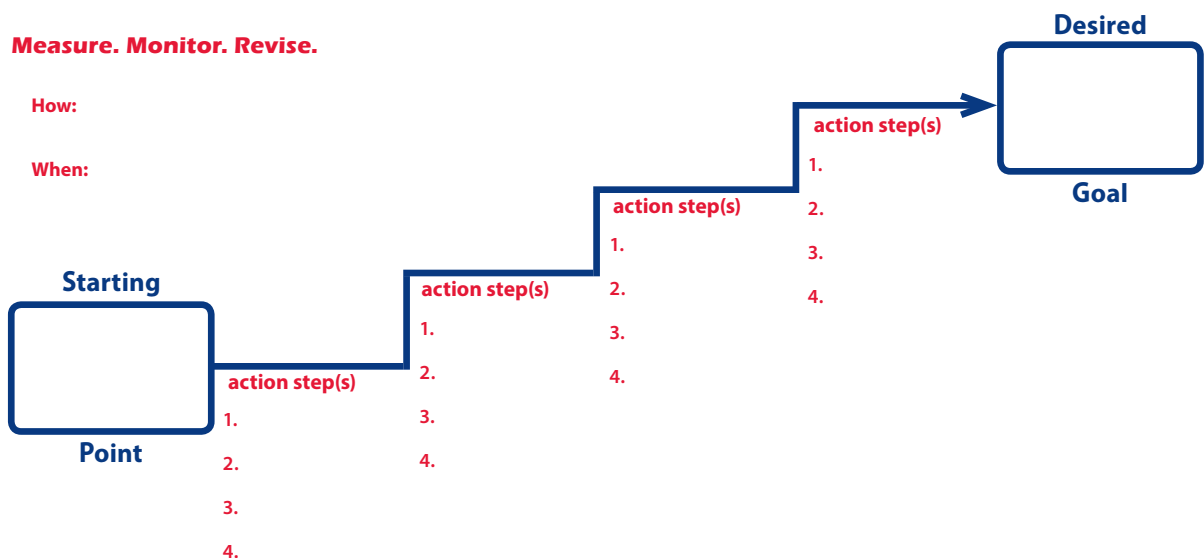 Measure. Monitor. Revise.
How:
When:
Starting
Point
action step(s)
1.
2.
3.
4.
action step(s)
1.
2.
3.
4.
action step(s)
1.
2.
3.
4.
action step(s)
1.
2.
3.
4.
Desired
Goal